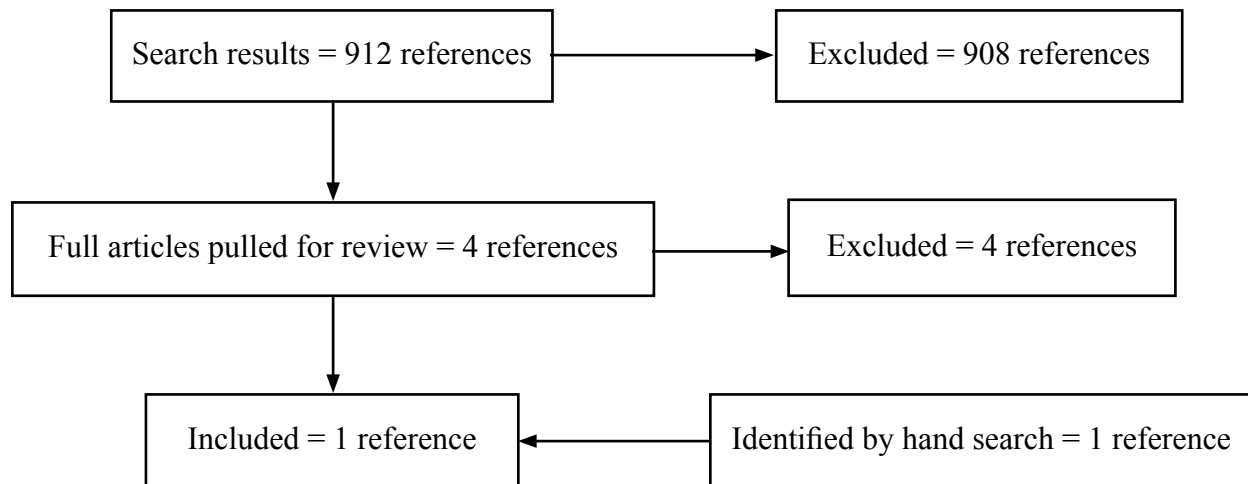 Search results = 912 references
Excluded = 908 references
Full articles pulled for review = 4 references
Excluded = 4 references
Included = 1 reference
Identified by hand search = 1 reference